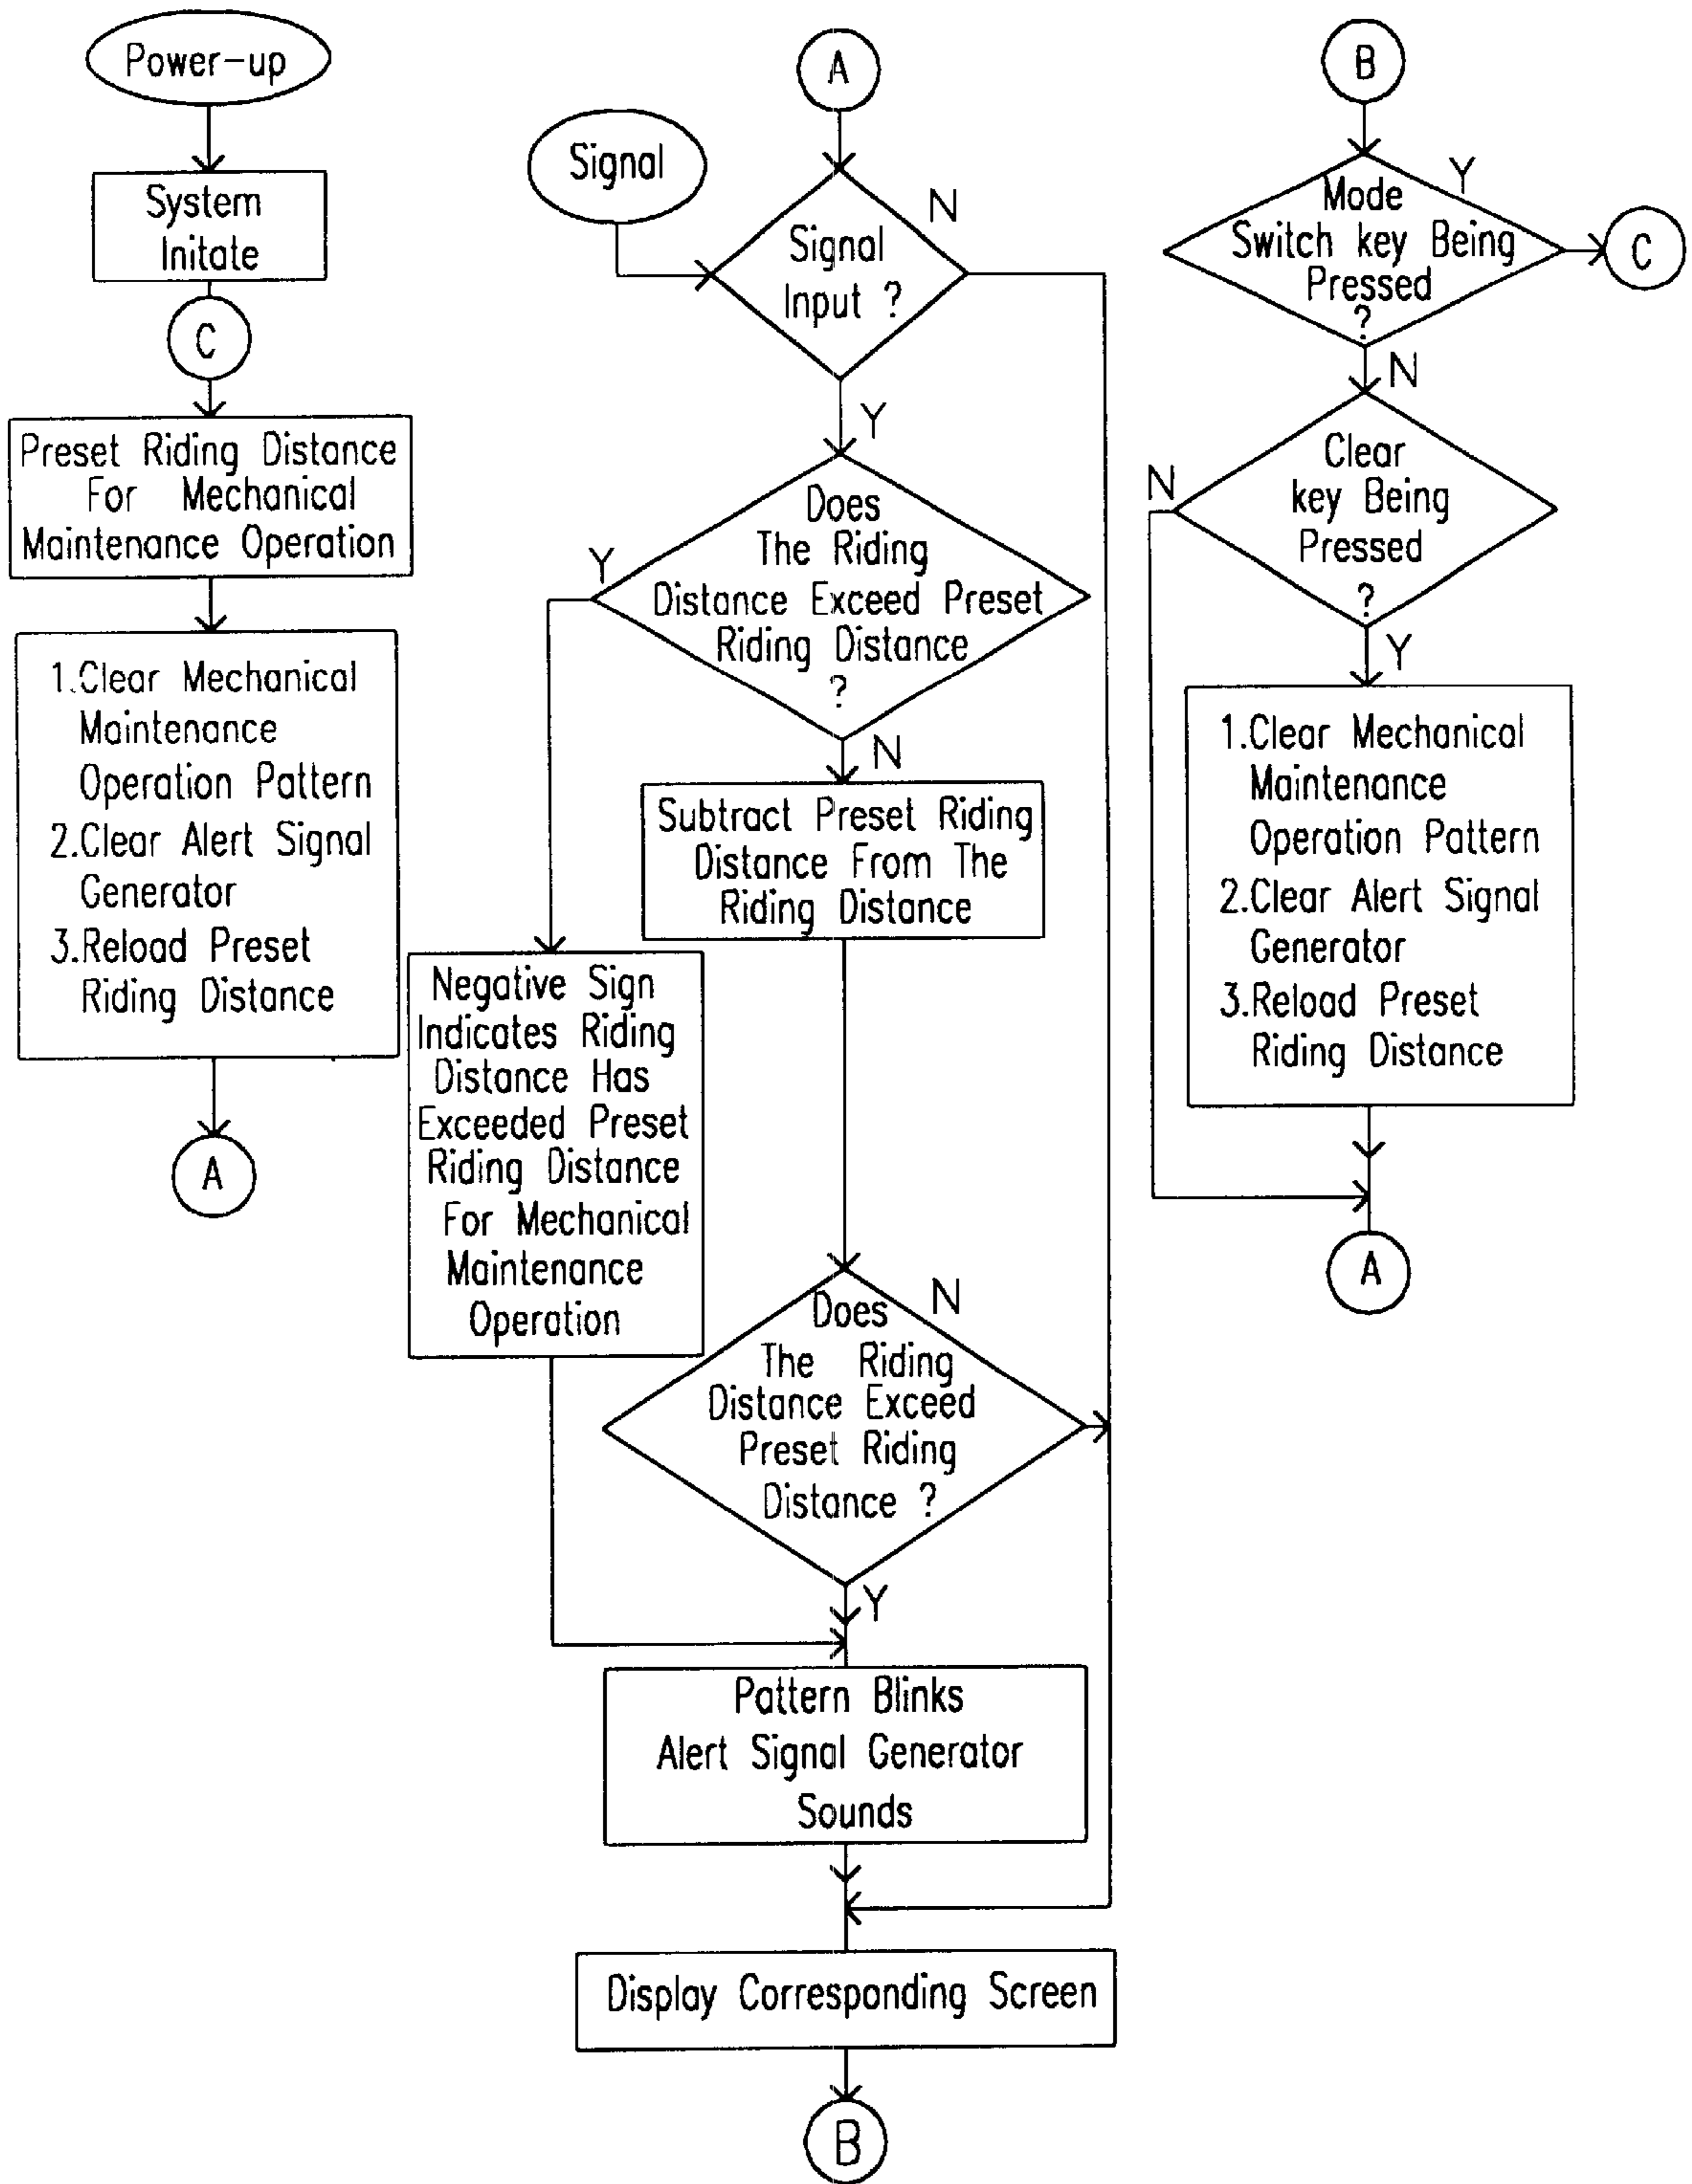 Power-up
System
Initate
C
Preset Riding Distance
For Mechanical
Maintenance Operation
1.Clear Mechanical
Maintenance
Operation Pattern
2.Clear Alert Signal
Generator
3.Reload Preset
Riding Distance
A
A
Signal
Signal
Input ?
N
Y
Does
The Riding
Distance Exceed Preset
Riding Distance
?
Y
N
Subtract Preset Riding
Distance From The
Riding Distance
Negative Sign
Indicates Riding
Distance Has
Exceeded Preset
Riding Distance
For Mechanical
Maintenance
Operation
Does
The Riding
Distance Exceed
Preset Riding
Distance ?
N
Y
Pattern Blinks
Alert Signal Generator
Sounds
Display Corresponding Screen
B
B
Mode
Switch key Being
Pressed
?
Y
C
N
Clear
key Being
Pressed
?
N
Y
1.Clear Mechanical
Maintenance
Operation Pattern
2.Clear Alert Signal
Generator
3.Reload Preset
Riding Distance
A